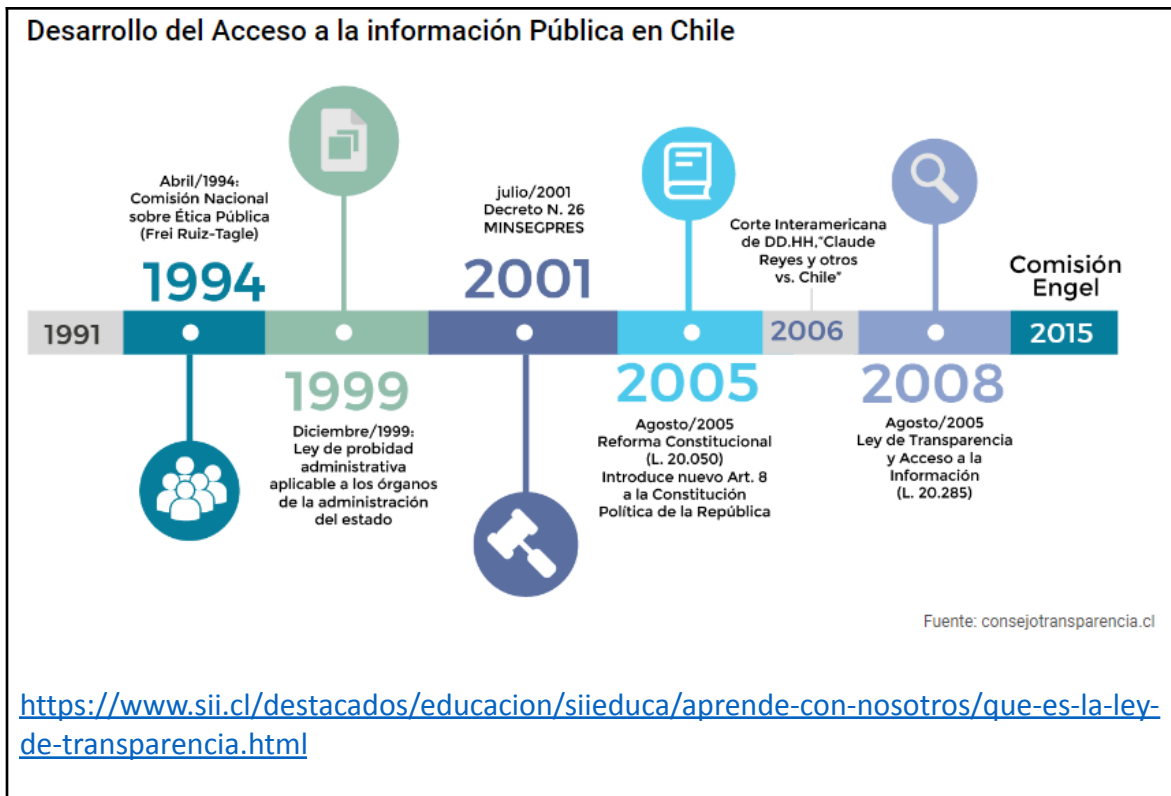 Desarrollo del Acceso a la información Pública en Chile
Abril/1994:
Comisión Nacional
sobre Ética Pública
(Frei Ruiz-Tagle)
1994
julio/2001
Decreto N. 26
MINSEGPRES
2001
Corte Interamericana
de DD.HH,"Claude
Reyes y otros
vs. Chile"
Comisión
Engel
1991
2006
2015
1999
Diciembre/1999:
Ley de probidad
administrativa
aplicable a los órganos
de la administración
del estado
2005
Agosto/2005
Reforma Constitucional
(L. 20.050)
Introduce nuevo Art. 8
a la Constitución
Política de la República
2008
Agosto/2005
Ley de Transparencia
y Acceso a la
Información
(L. 20.285)
Fuente: consejotransparencia.cl
https://www.sii.cl/destacados/educacion/siieduca/aprende-con-nosotros/que-es-la-ley-
de-transparencia.html